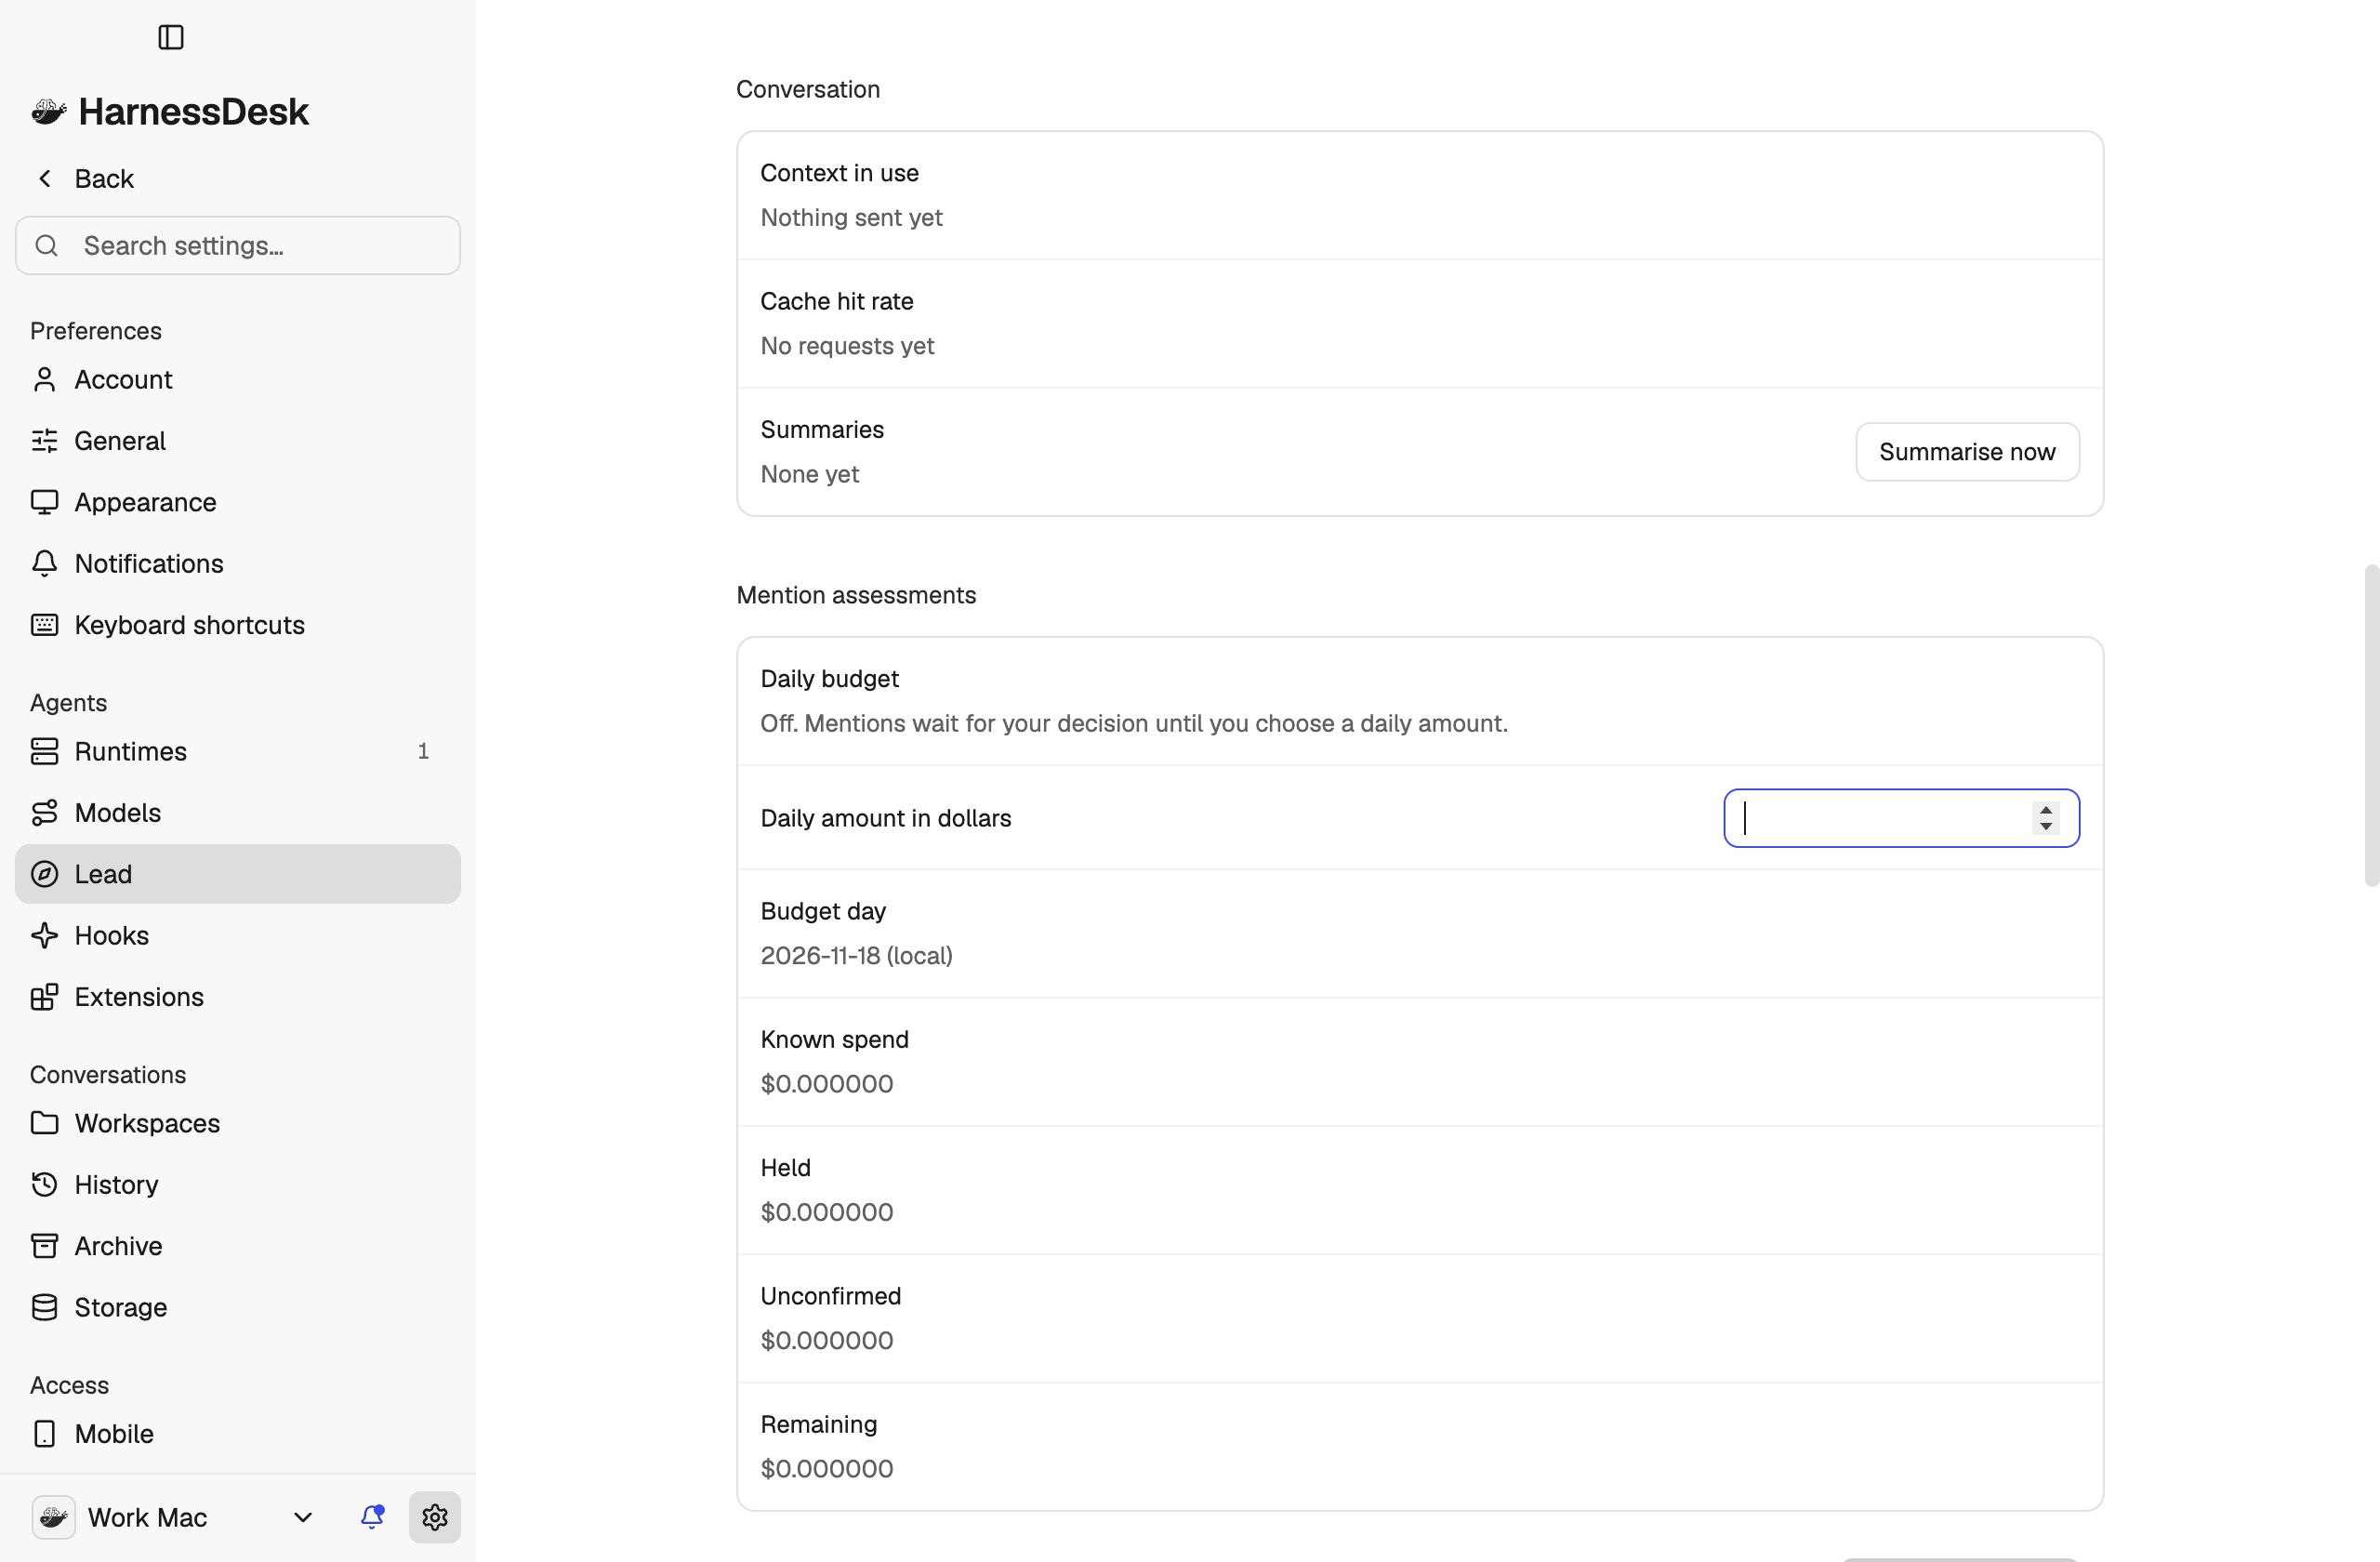 HarnessDesk
Back
Search settings...
Preferences
Account
General
Appearance
Notifications
Keyboard shortcuts
Agents
Runtimes 1
Models
Lead
Hooks
Extensions
Conversations
Workspaces
History
Archive
Storage
Access
Mobile
Work Mac
Conversation
Context in use
Nothing sent yet
Cache hit rate
No requests yet
Summaries
None yet
Summarise now
Mention assessments
Daily budget
Off. Mentions wait for your decision until you choose a daily amount.
Daily amount in dollars
Budget day
2026-11-18 (local)
Known spend
$0.000000
Held
$0.000000
Unconfirmed
$0.000000
Remaining
$0.000000